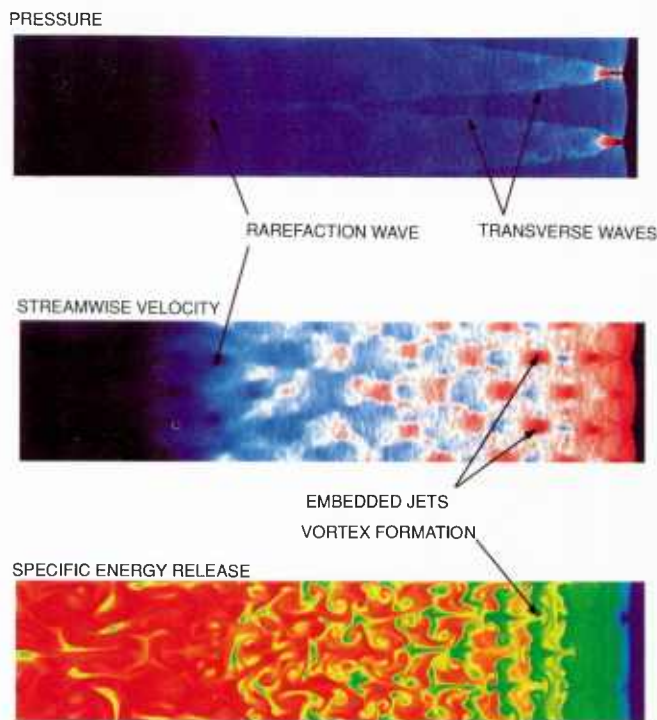 PRESSURE
RAREFACTION WAVE
TRANSVERSE WAVES
STREAMWISE VELOCITY
EMBEDDED JETS
VORTEX FORMATION
SPECIFIC ENERGY RELEASE